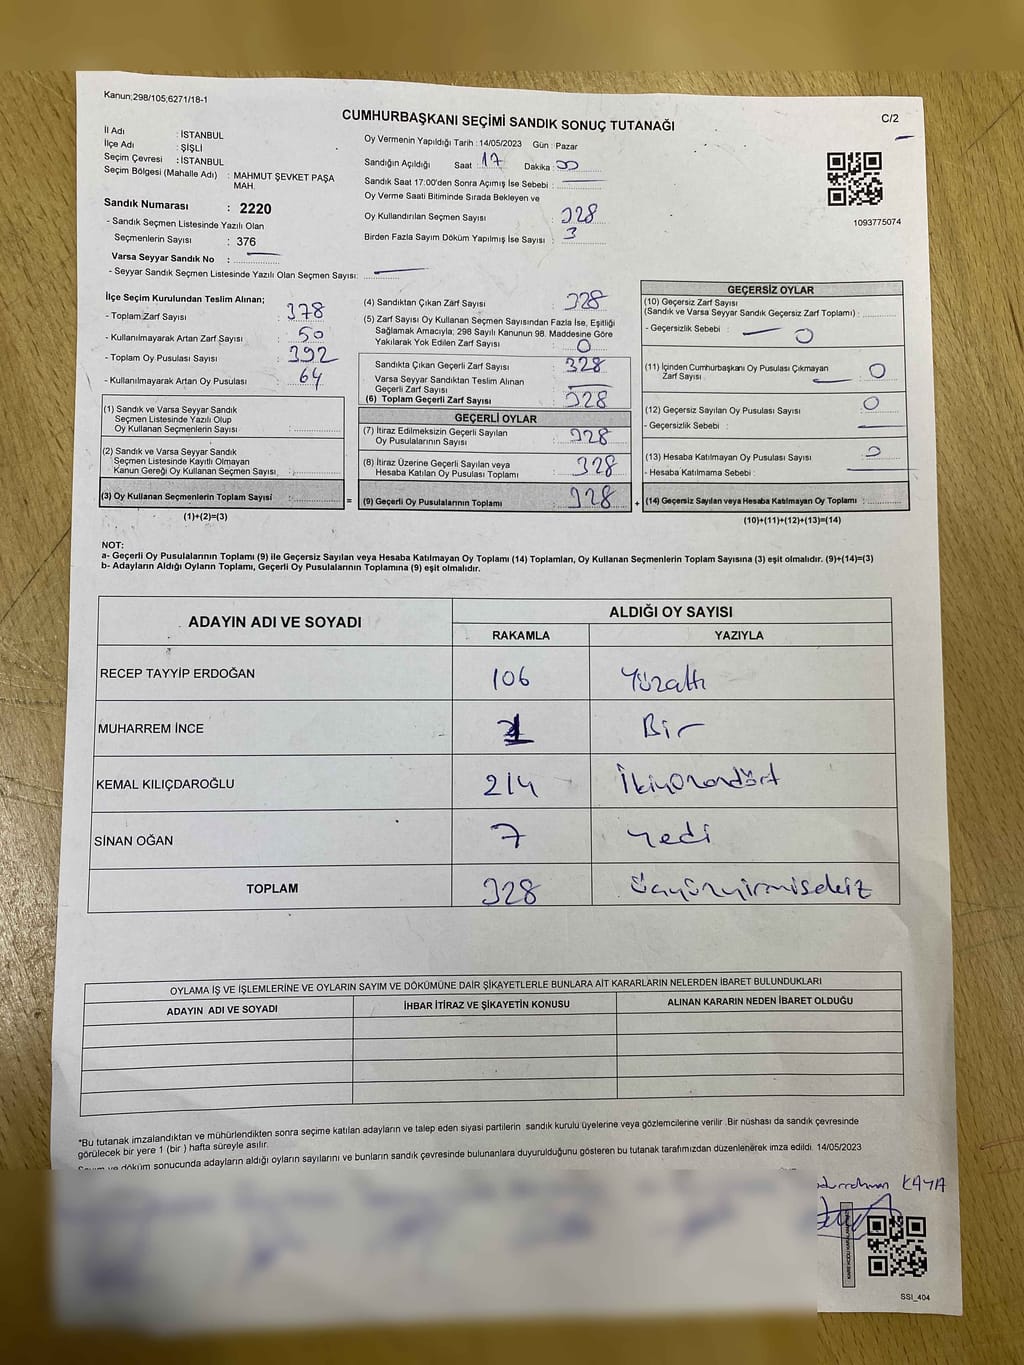 Kanun;298/105;6271/18-1
CUMHURBAŞKANI SEÇİMİ SANDIK SONUÇ TUTANAĞI
C/2
İl Adı : İSTANBUL
İlçe Adı : ŞİŞLİ
Seçim Çevresi : İSTANBUL
Seçim Bölgesi (Mahalle Adı) : MAHMUT ŞEVKET PAŞA
MAH.
Sandık Numarası : 2220
- Sandık Seçmen Listesinde Yazılı Olan
Seçmenlerin Sayısı : 376
Varsa Seyyar Sandık No :
- Seyyar Sandık Seçmen Listesinde Yazılı Olan Seçmen Sayısı:
Oy Vermenin Yapıldığı Tarih : 14/05/2023 Gün : Pazar
Sandığın Açıldığı Saat : 17 Dakika : 00
Sandık Saat 17:00'den Sonra Açımış İse Sebebi :
Oy Verme Saati Bitiminde Sırada Bekleyen ve
Oy Kullandırılan Seçmen Sayısı : 328
Birden Fazla Sayım Döküm Yapılmış İse Sayısı : 3
1093775074
İlçe Seçim Kurulundan Teslim Alınan;
- Toplam Zarf Sayısı : 378
- Kullanılmayarak Artan Zarf Sayısı : 50
- Toplam Oy Pusulası Sayısı : 392
- Kullanılmayarak Artan Oy Pusulası : 64
(1) Sandık ve Varsa Seyyar Sandık
Seçmen Listesinde Yazılı Olup
Oy Kullanan Seçmenlerin Sayısı :
(2) Sandık ve Varsa Seyyar Sandık
Seçmen Listesinde Kayıtlı Olmayan
Kanun Gereği Oy Kullanan Seçmen Sayısı :
(3) Oy Kullanan Seçmenlerin Toplam Sayısı :
(1)+(2)=(3)
=
(4) Sandıktan Çıkan Zarf Sayısı : 328
(5) Zarf Sayısı Oy Kullanan Seçmen Sayısından Fazla İse, Eşitliği
Sağlamak Amacıyla; 298 Sayılı Kanunun 98. Maddesine Göre
Yakılarak Yok Edilen Zarf Sayısı : 0
Sandıkta Çıkan Geçerli Zarf Sayısı : 328
Varsa Seyyar Sandıktan Teslim Alınan
Geçerli Zarf Sayısı :
(6) Toplam Geçerli Zarf Sayısı : 328
GEÇERLİ OYLAR
(7) İtiraz Edilmeksizin Geçerli Sayılan
Oy Pusulalarının Sayısı : 328
(8) İtiraz Üzerine Geçerli Sayılan veya
Hesaba Katılan Oy Pusulası Toplamı : 328
(9) Geçerli Oy Pusulalarının Toplamı : 328
+
GEÇERSİZ OYLAR
(10) Geçersiz Zarf Sayısı
(Sandık ve Varsa Seyyar Sandık Geçersiz Zarf Toplamı) :
- Geçersizlik Sebebi : 0
(11) İçinden Cumhurbaşkanı Oy Pusulası Çıkmayan
Zarf Sayısı : 0
(12) Geçersiz Sayılan Oy Pusulası Sayısı : 0
- Geçersizlik Sebebi :
(13) Hesaba Katılmayan Oy Pusulası Sayısı :
- Hesaba Katılmama Sebebi :
(14) Geçersiz Sayılan veya Hesaba Katılmayan Oy Toplamı :
(10)+(11)+(12)+(13)=(14)
NOT:
a- Geçerli Oy Pusulalarının Toplamı (9) ile Geçersiz Sayılan veya Hesaba Katılmayan Oy Toplamı (14) Toplamları, Oy Kullanan Seçmenlerin Toplam Sayısına (3) eşit olmalıdır. (9)+(14)=(3)
b- Adayların Aldığı Oyların Toplamı, Geçerli Oy Pusulalarının Toplamına (9) eşit olmalıdır.
ADAYIN ADI VE SOYADI
ALDIĞI OY SAYISI
RAKAMLA YAZIYLA
RECEP TAYYİP ERDOĞAN 106 Yüzaltı
MUHARREM İNCE 1 Bir
KEMAL KILIÇDAROĞLU 214 İkiyüzondört
SİNAN OĞAN 7 Yedi
TOPLAM 328 Üçyüzyirmisekiz
OYLAMA İŞ VE İŞLEMLERİNE VE OYLARIN SAYIM VE DÖKÜMÜNE DAİR ŞİKAYETLERLE BUNLARA AİT KARARLARIN NELERDEN İBARET BULUNDUKLARI
ADAYIN ADI VE SOYADI İHBAR İTİRAZ VE ŞİKAYETİN KONUSU ALINAN KARARIN NEDEN İBARET OLDUĞU
*Bu tutanak imzalandıktan ve mühürlendikten sonra seçime katılan adayların ve talep eden siyasi partilerin sandık kurulu üyelerine veya gözlemcilerine verilir .Bir nüshası da sandık çevresinde
görülecek bir yere 1 (bir ) hafta süreyle asılır.
Sayım ve döküm sonucunda adayların aldığı oyların sayılarını ve bunların sandık çevresinde bulunanlara duyurulduğunu gösteren bu tutanak tarafımızdan düzenlenerek imza edildi. 14/05/2023
KAYA
SSI_404